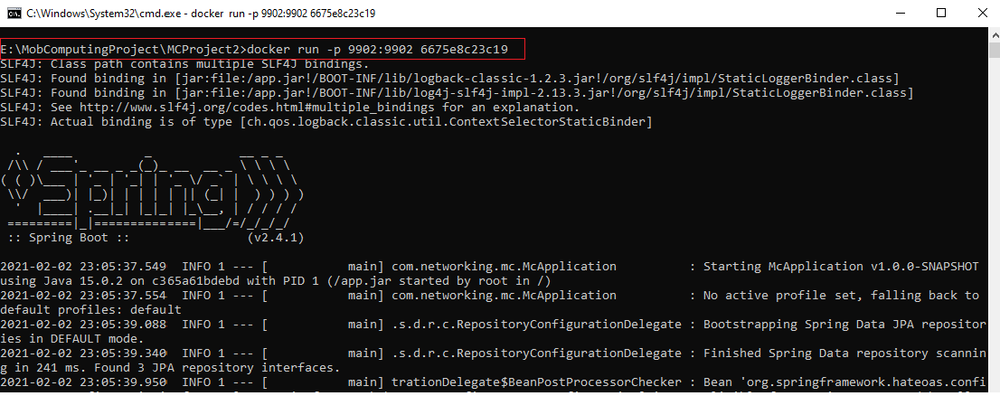 C:\Windows\System32\cmd.exe - docker  run -p 9902:9902 6675e8c23c19
E:\MobComputingProject\MCProject2>docker run -p 9902:9902 6675e8c23c19
SLF4J: Class path contains multiple SLF4J bindings.
SLF4J: Found binding in [jar:file:/app.jar!/BOOT-INF/lib/logback-classic-1.2.3.jar!/org/slf4j/impl/StaticLoggerBinder.class]
SLF4J: Found binding in [jar:file:/app.jar!/BOOT-INF/lib/log4j-slf4j-impl-2.13.3.jar!/org/slf4j/impl/StaticLoggerBinder.class]
SLF4J: See http://www.slf4j.org/codes.html#multiple_bindings for an explanation.
SLF4J: Actual binding is of type [ch.qos.logback.classic.util.ContextSelectorStaticBinder]
  .   ____          _            __ _ _
 /\\ / ___'_ __ _ _(_)_ __  __ _ \ \ \ \
( ( )\___ | '_ | '_| | '_ \/ _` | \ \ \ \
 \\/  ___)| |_)| | | | | || (_| |  ) ) ) )
  '  |____| .__|_| |_|_| |_\__, | / / / /
 =========|_|==============|___/=/_/_/_/
 :: Spring Boot ::                (v2.4.1)
2021-02-02 23:05:37.549  INFO 1 --- [           main] com.networking.mc.McApplication          : Starting McApplication v1.0.0-SNAPSHOT
using Java 15.0.2 on c365a61bdebd with PID 1 (/app.jar started by root in /)
2021-02-02 23:05:37.554  INFO 1 --- [           main] com.networking.mc.McApplication          : No active profile set, falling back to
default profiles: default
2021-02-02 23:05:39.088  INFO 1 --- [           main] .s.d.r.c.RepositoryConfigurationDelegate : Bootstrapping Spring Data JPA repositor
ies in DEFAULT mode.
2021-02-02 23:05:39.340  INFO 1 --- [           main] .s.d.r.c.RepositoryConfigurationDelegate : Finished Spring Data repository scannin
g in 241 ms. Found 3 JPA repository interfaces.
2021-02-02 23:05:39.950  INFO 1 --- [           main] trationDelegate$BeanPostProcessorChecker : Bean 'org.springframework.hateoas.confi